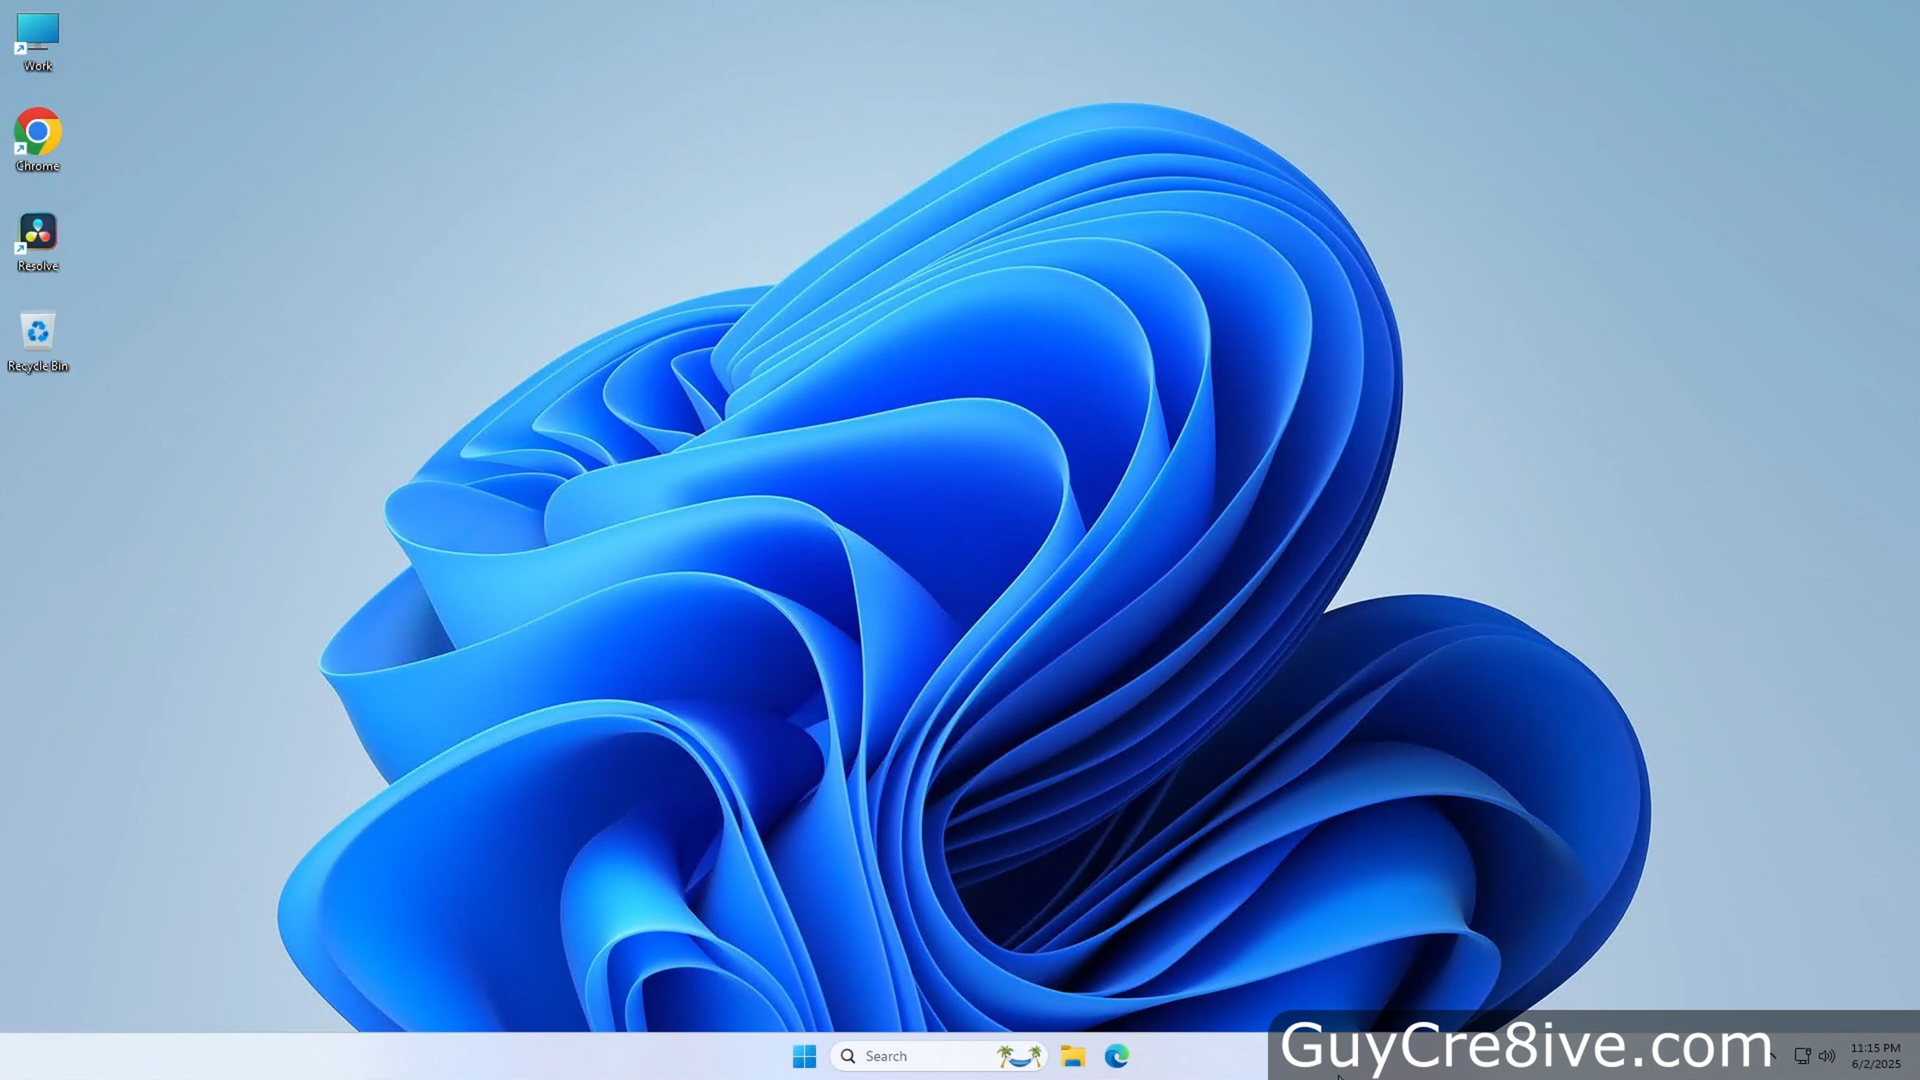 Work
Chrome
Resolve
Recycle Bin
Search
GuyCre8ive.com
11:15 PM
6/2/2025